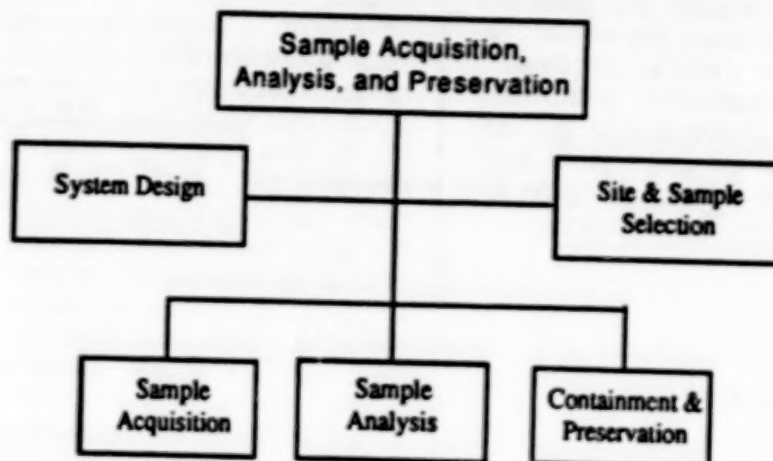 Sample Acquisition,
Analysis, and Preservation
System Design
Site & Sample
Selection
Sample
Acquisition
Sample
Analysis
Containment &
Preservation